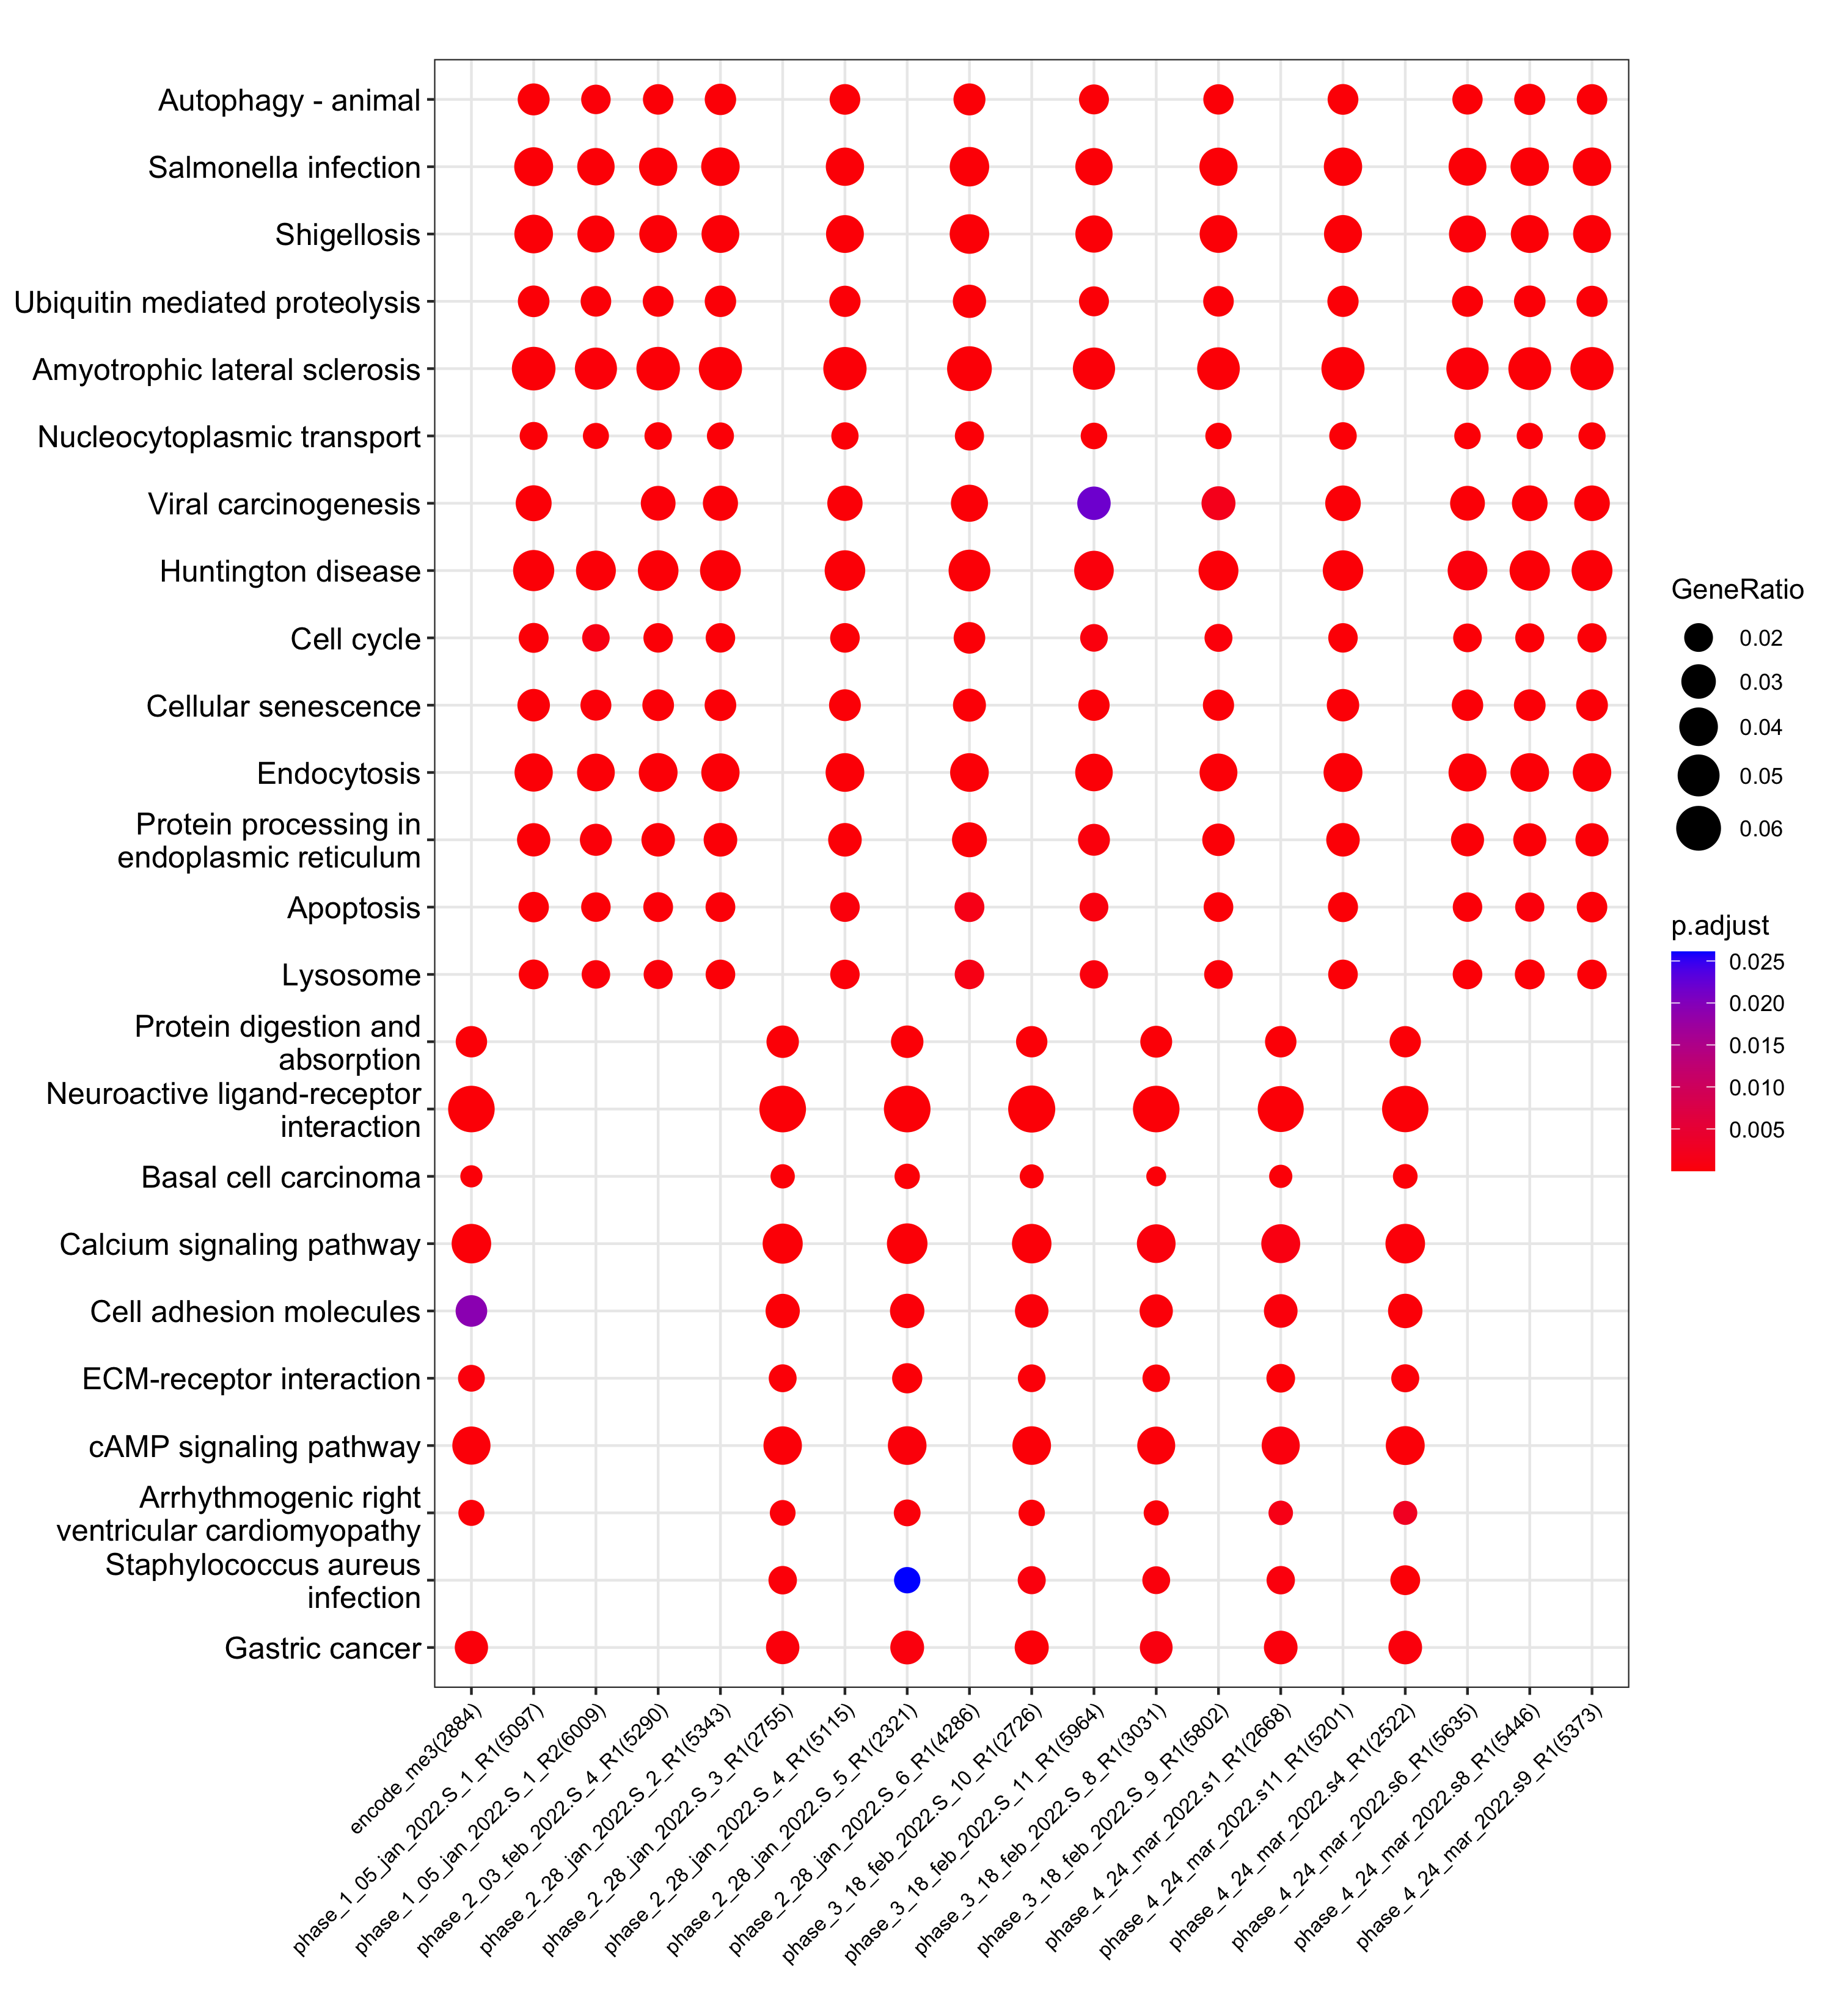 Autophagy - animal
Salmonella infection
Shigellosis
Ubiquitin mediated proteolysis
Amyotrophic lateral sclerosis
Nucleocytoplasmic transport
Viral carcinogenesis
Huntington disease
Cell cycle
Cellular senescence
Endocytosis
Protein processing in
endoplasmic reticulum
Apoptosis
Lysosome
Protein digestion and
absorption
Neuroactive ligand-receptor
interaction
Basal cell carcinoma
Calcium signaling pathway
Cell adhesion molecules
ECM-receptor interaction
cAMP signaling pathway
Arrhythmogenic right
ventricular cardiomyopathy
Staphylococcus aureus
infection
Gastric cancer
encode_me3(2884)
phase_1_05_jan_2022.S_1_R1(5097)
phase_1_05_jan_2022.S_1_R2(6009)
phase_2_03_feb_2022.S_4_R1(5290)
phase_2_28_jan_2022.S_2_R1(5343)
phase_2_28_jan_2022.S_3_R1(2755)
phase_2_28_jan_2022.S_4_R1(5115)
phase_2_28_jan_2022.S_5_R1(2321)
phase_2_28_jan_2022.S_6_R1(4286)
phase_3_18_feb_2022.S_10_R1(2726)
phase_3_18_feb_2022.S_11_R1(5964)
phase_3_18_feb_2022.S_8_R1(3031)
phase_3_18_feb_2022.S_9_R1(5802)
phase_4_24_mar_2022.s1_R1(2668)
phase_4_24_mar_2022.s11_R1(5201)
phase_4_24_mar_2022.s4_R1(2522)
phase_4_24_mar_2022.s6_R1(5635)
phase_4_24_mar_2022.s8_R1(5446)
phase_4_24_mar_2022.s9_R1(5373)
GeneRatio
0.02
0.03
0.04
0.05
0.06
p.adjust
0.025
0.020
0.015
0.010
0.005